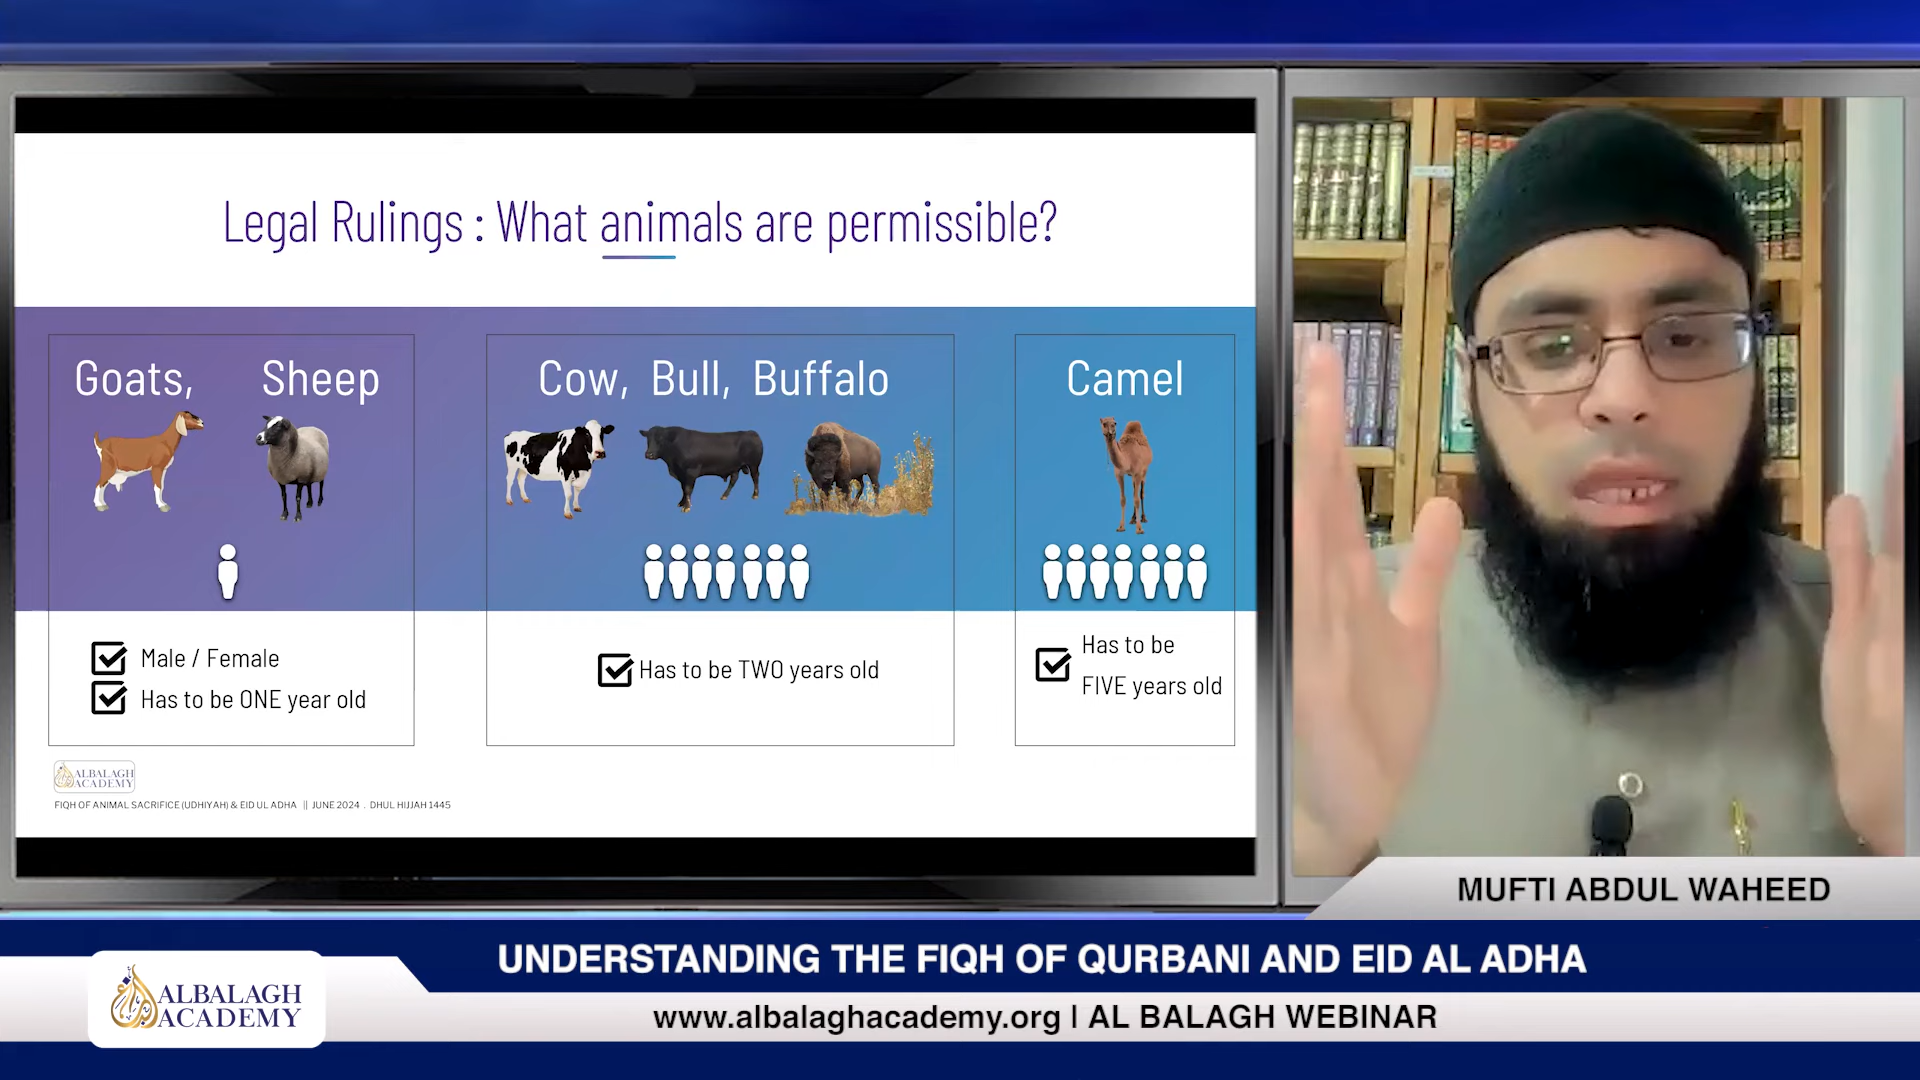 Legal Rulings : What animals are permissible?
Goats, Sheep
Cow, Bull, Buffalo
Camel
Male / Female
Has to be ONE year old
Has to be TWO years old
Has to be
FIVE years old
ALBALAGH
ACADEMY
FIQH OF ANIMAL SACRIFICE (UDHIYAH) & EID UL ADHA || JUNE 2024 . DHUL HIJJAH 1445
MUFTI ABDUL WAHEED
UNDERSTANDING THE FIQH OF QURBANI AND EID AL ADHA
ALBALAGH
ACADEMY
www.albalaghacademy.org | AL BALAGH WEBINAR